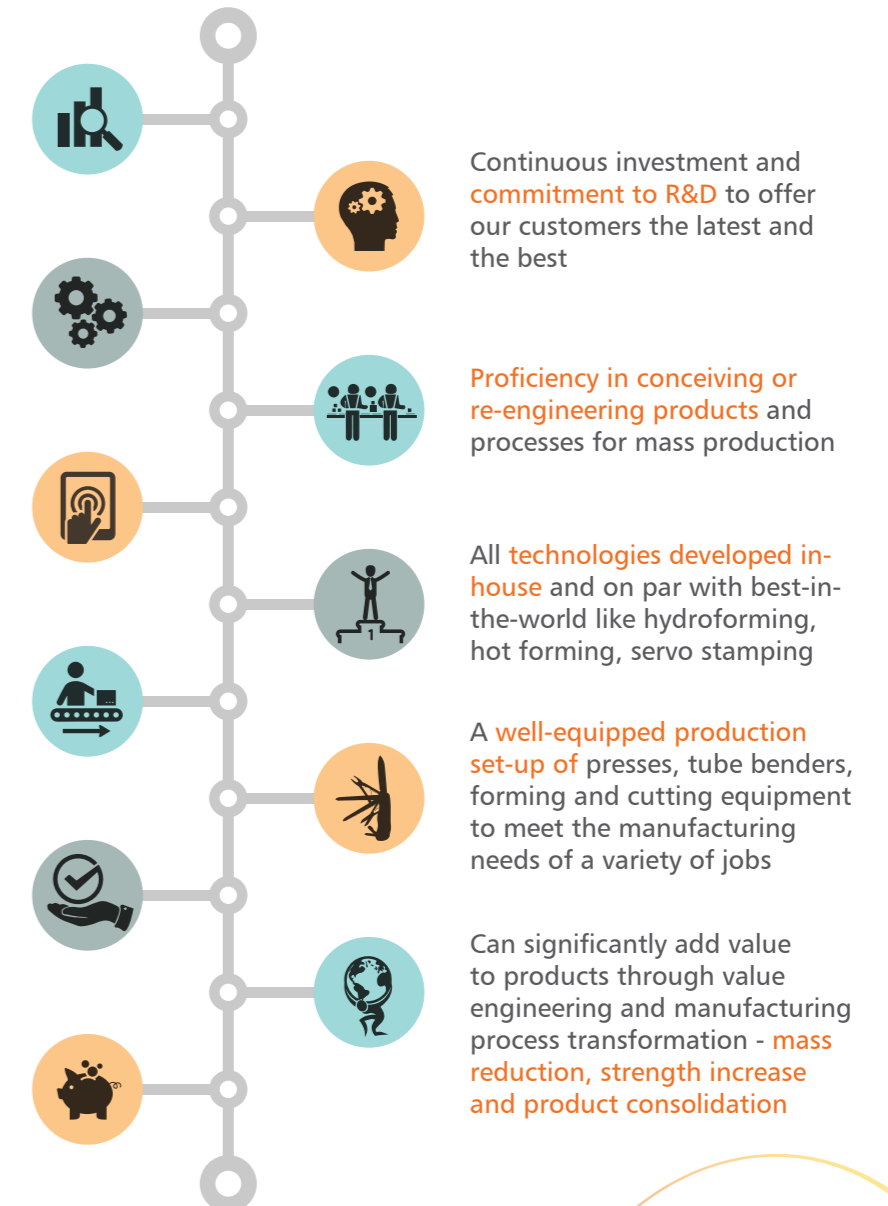 Continuous investment and
commitment to R&D to offer
our customers the latest and
the best
Proficiency in conceiving or
re-engineering products and
processes for mass production
All technologies developed in-
house and on par with best-in-
the-world like hydroforming,
hot forming, servo stamping
1
A well-equipped production
set-up of presses, tube benders,
forming and cutting equipment
to meet the manufacturing
needs of a variety of jobs
Can significantly add value
to products through value
engineering and manufacturing
process transformation - mass
reduction, strength increase
and product consolidation